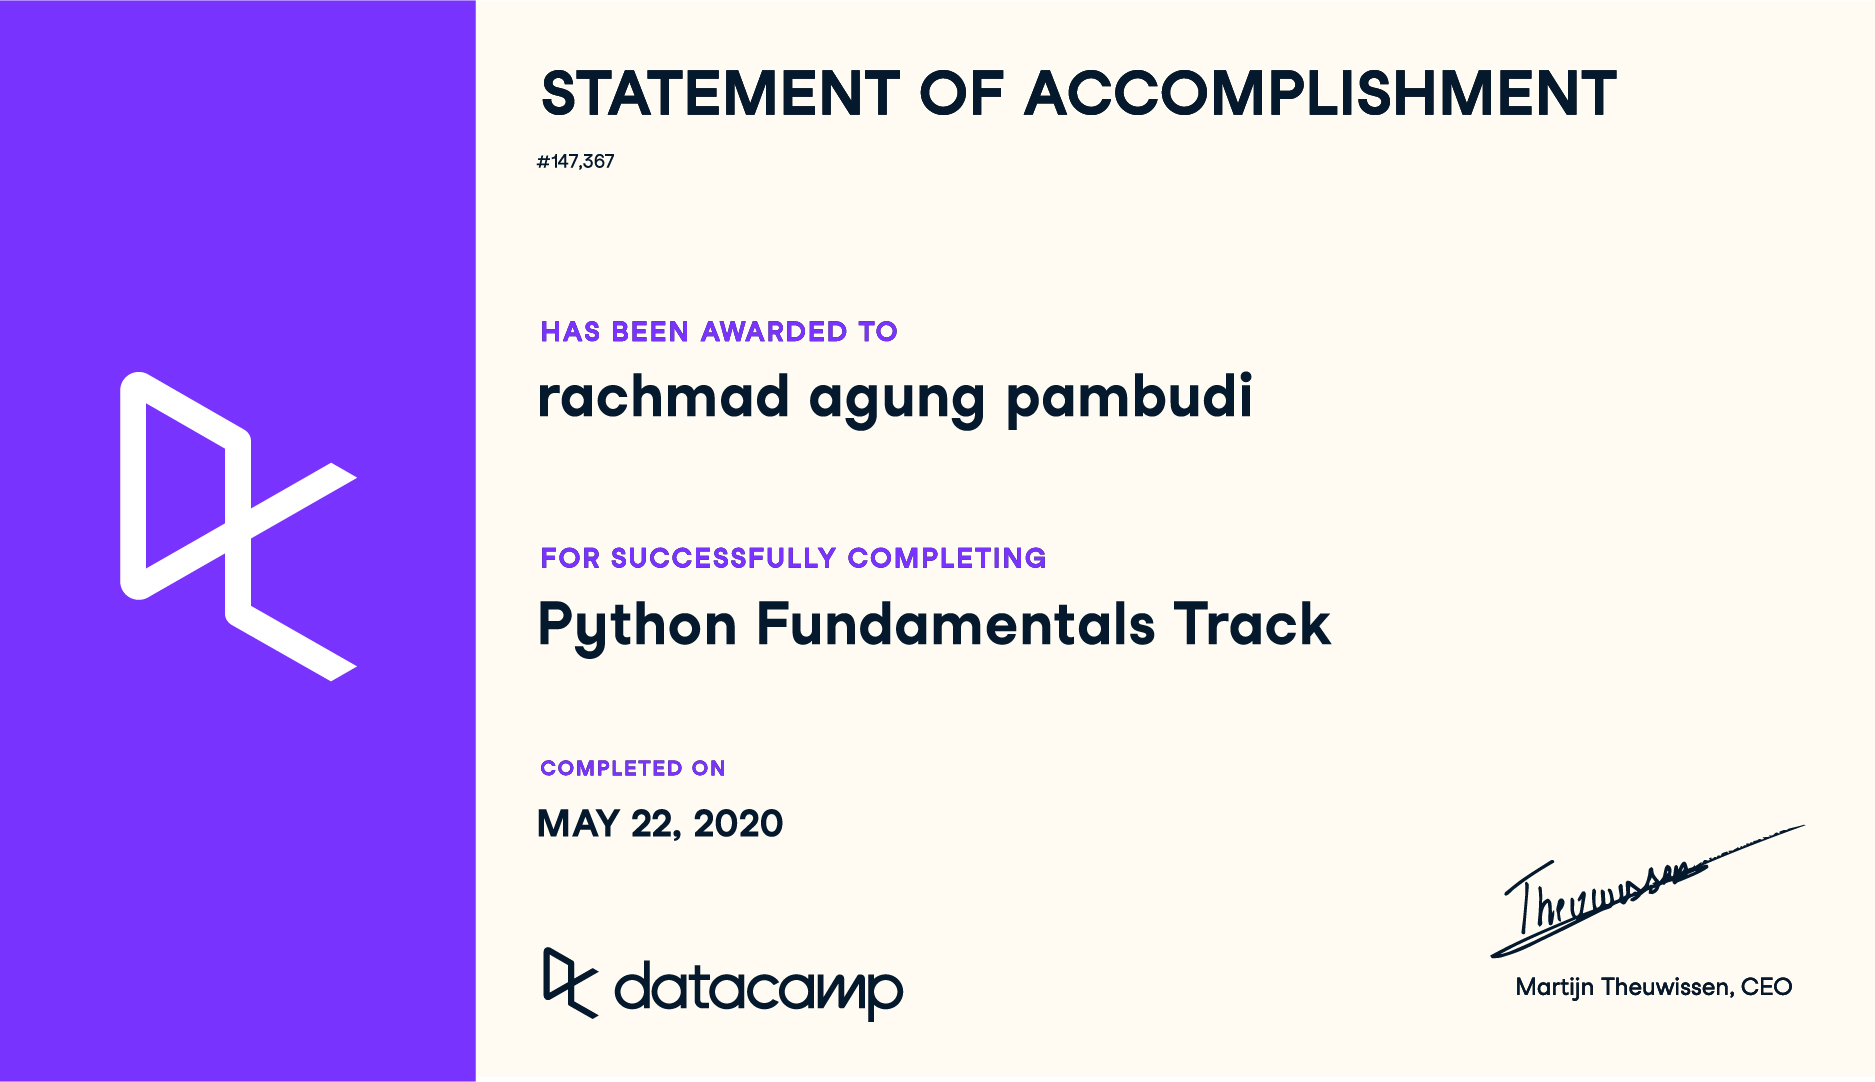 STATEMENT OF ACCOMPLISHMENT
#147,367
HAS BEEN AWARDED TO
rachmad agung pambudi
FOR SUCCESSFULLY COMPLETING
Python Fundamentals Track
COMPLETED ON
MAY 22, 2020
Theuwissen
datacamp
Martijn Theuwissen, CEO